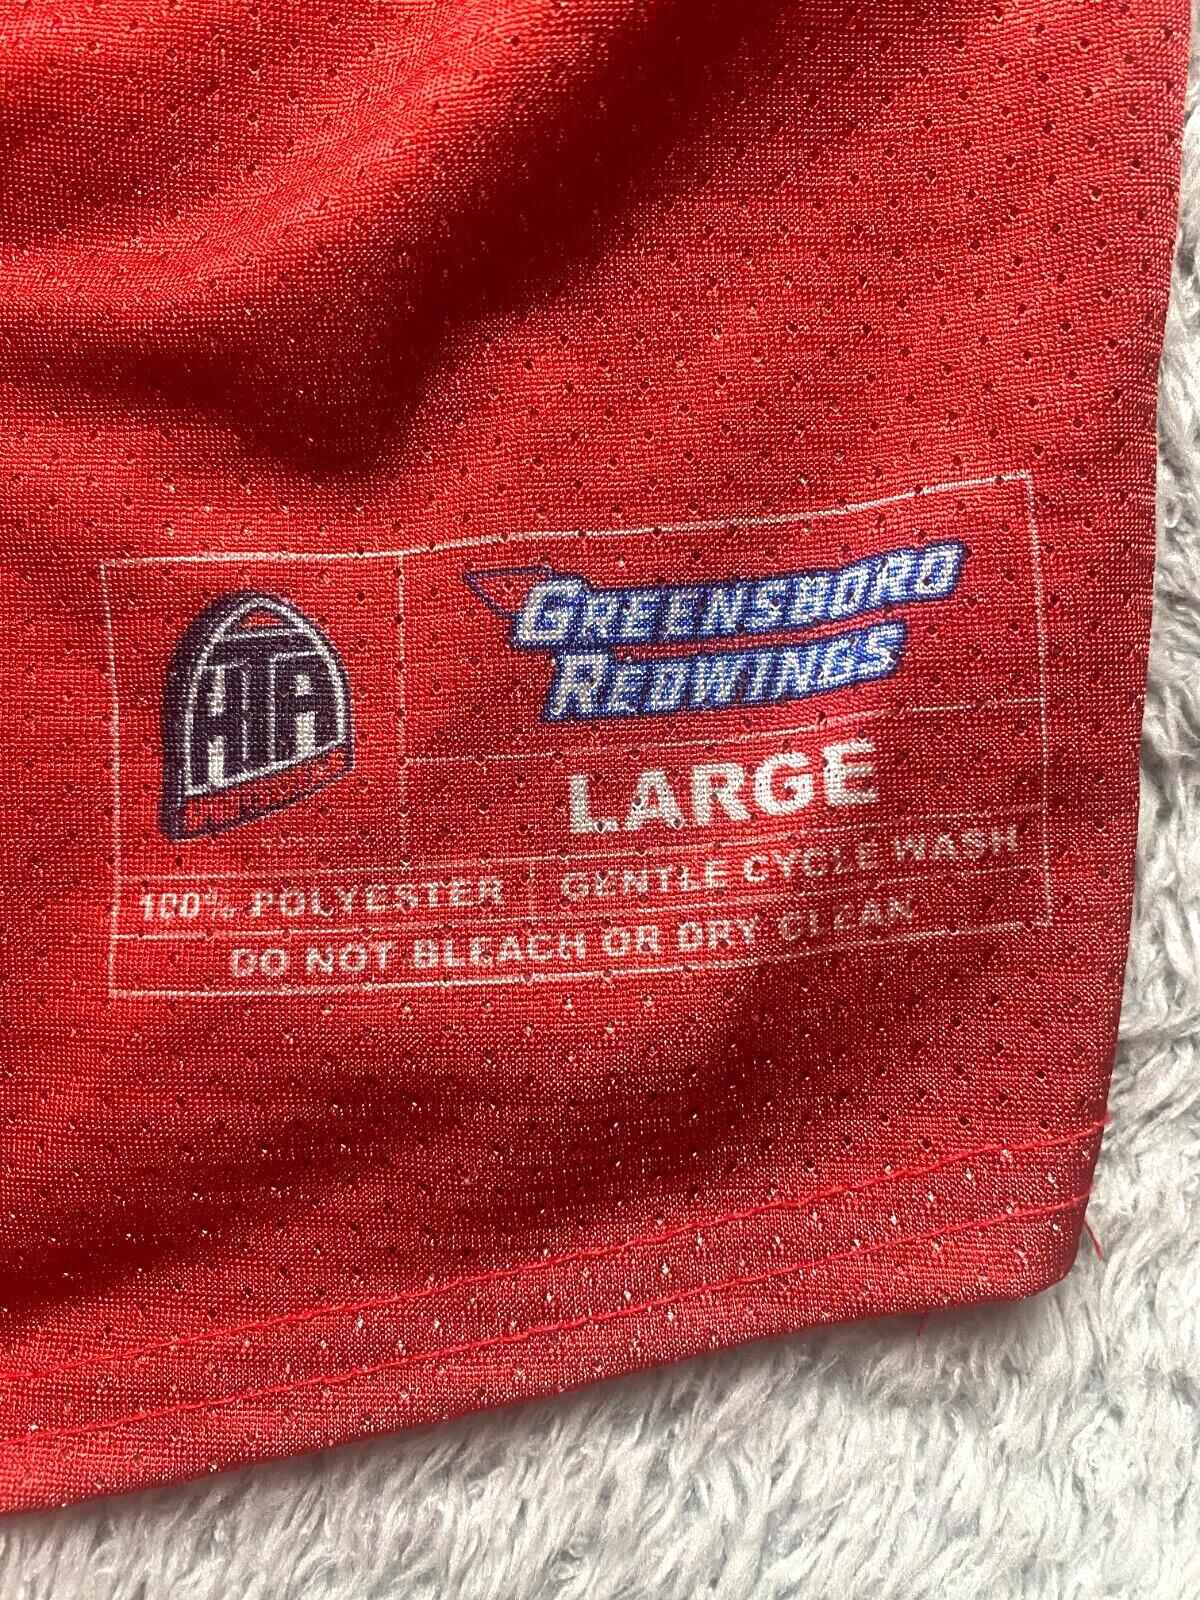 HTA
GREENSBORO
REDWINGS
LARGE
100% POLYESTER
GENTLE CYCLE WASH
DO NOT BLEACH OR DRY CLEAN